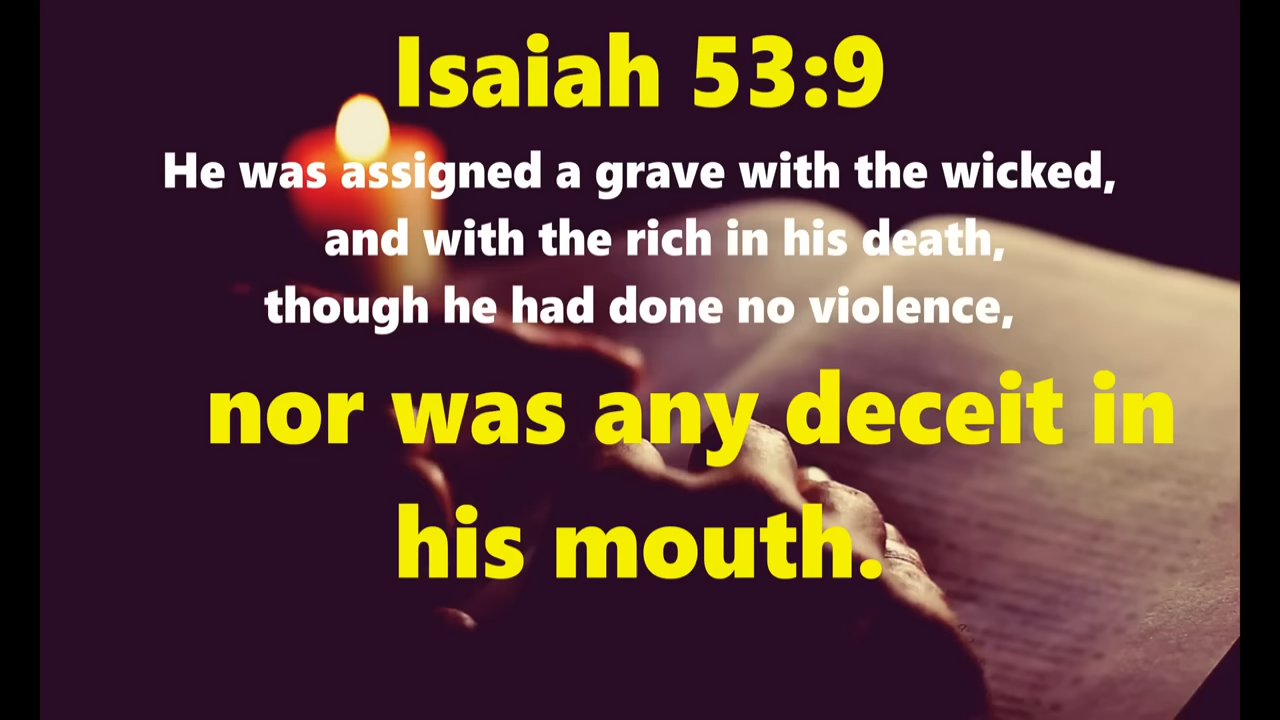 Isaiah 53:9
He was assigned a grave with the wicked,
and with the rich in his death,
though he had done no violence,
nor was any deceit in
his mouth.